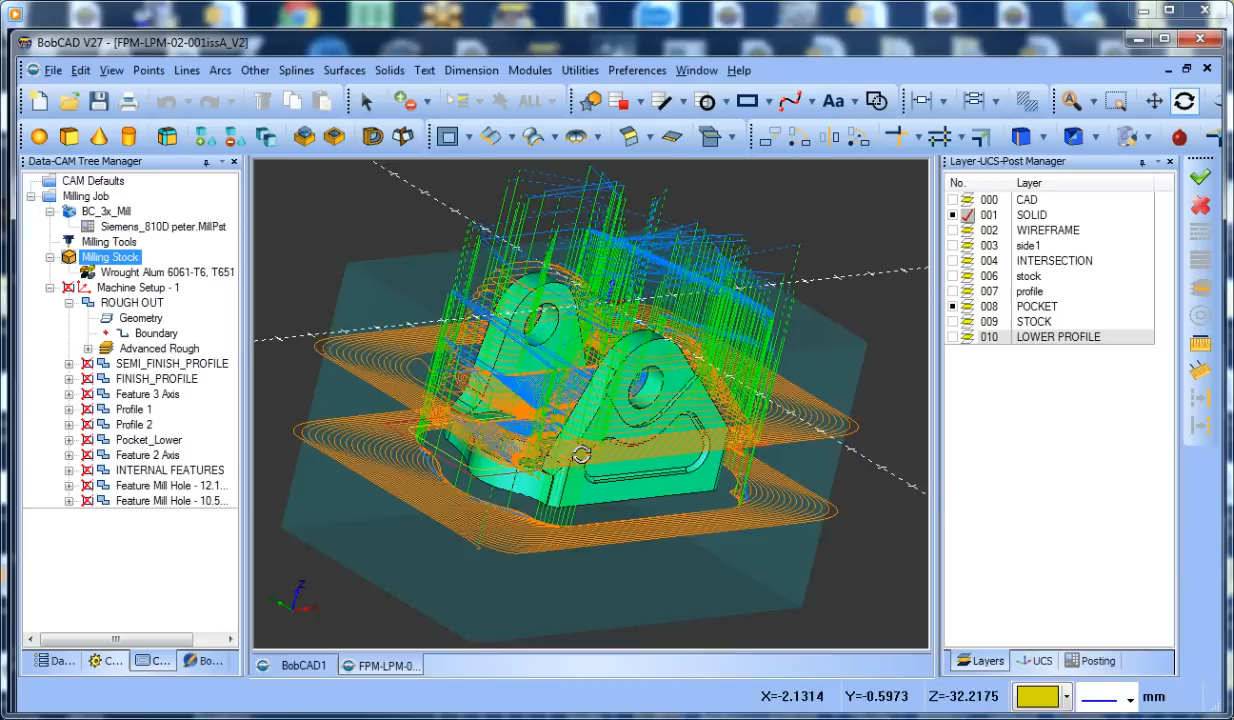 BobCAD V27 - [FPM-LPM-02-001issA_V2]
File Edit View Points Lines Arcs Other Splines Surfaces Solids Text Dimension Modules Utilities Preferences Window Help
ALL
Aa
Data-CAM Tree Manager
CAM Defaults
Milling Job
BC_3x_Mill
Siemens_810D peter.MillPst
Milling Tools
Milling Stock
Wrought Alum 6061-T6, T651
Machine Setup - 1
ROUGH OUT
Geometry
Boundary
Advanced Rough
SEMI_FINISH_PROFILE
FINISH_PROFILE
Feature 3 Axis
Profile 1
Profile 2
Pocket_Lower
Feature 2 Axis
INTERNAL FEATURES
Feature Mill Hole - 12.1...
Feature Mill Hole - 10.5...
Da... C... C... Bo...
Z
BobCAD1 FPM-LPM-0...
Layer-UCS-Post Manager
No. Layer
000 CAD
001 SOLID
002 WIREFRAME
003 side1
004 INTERSECTION
006 stock
007 profile
008 POCKET
009 STOCK
010 LOWER PROFILE
Layers UCS Posting
X=-2.1314 Y=-0.5973 Z=-32.2175 mm